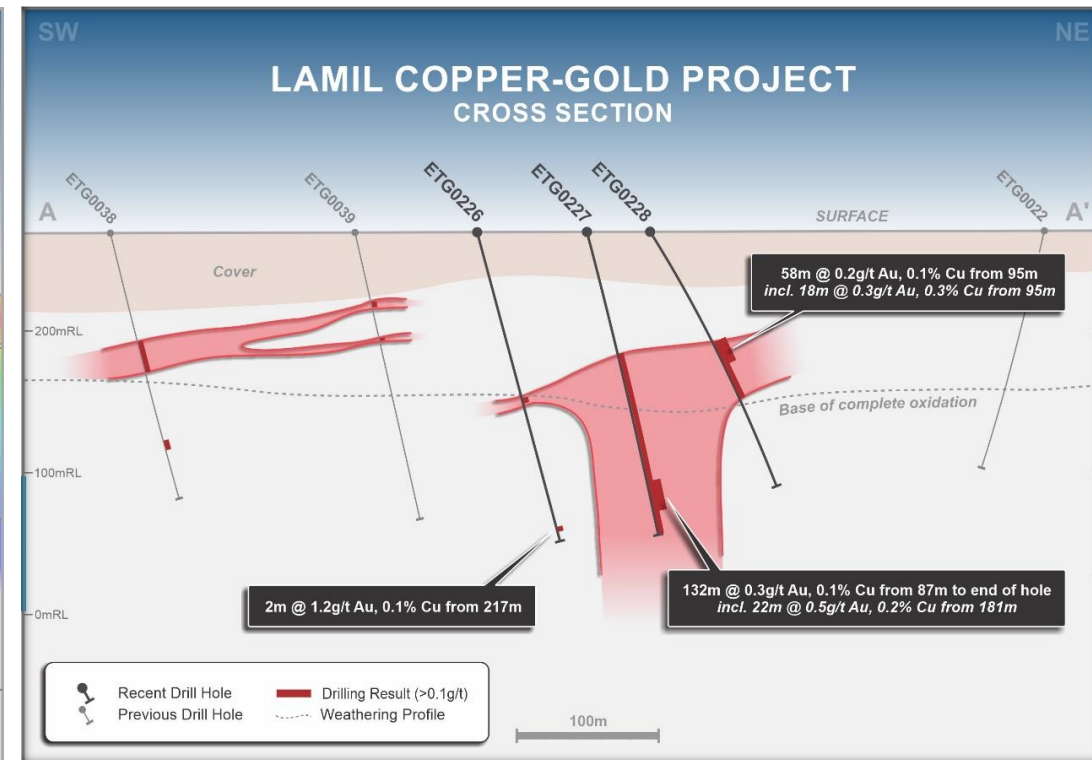 SW
NE
LAMIL COPPER-GOLD PROJECT
CROSS SECTION
ETG0038
ETG0039
ETG0226
ETG0227
ETG0228
ETG0022
A
SURFACE
A'
Cover
58m @ 0.2g/t Au, 0.1% Cu from 95m
incl. 18m @ 0.3g/t Au, 0.3% Cu from 95m
200mRL
Base of complete oxidation
100mRL
132m @ 0.3g/t Au, 0.1% Cu from 87m to end of hole
incl. 22m @ 0.5g/t Au, 0.2% Cu from 181m
2m @ 1.2g/t Au, 0.1% Cu from 217m
0mRL
Recent Drill Hole
Drilling Result (>0.1g/t)
Previous Drill Hole
Weathering Profile
100m